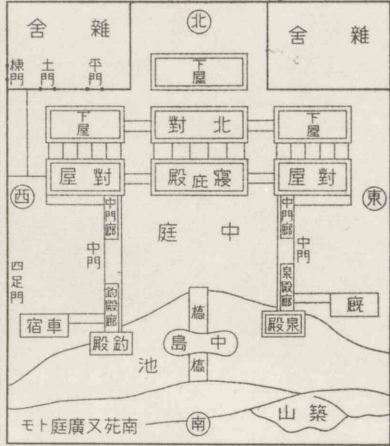 北
舍 雜
舍 雜
棟門
土門
平門
下屋
下屋
對北
下屋
屋對
殿庇寢
屋對
西
東
中門廊
中門廊
庭 中
中門
中門
四足門
釣殿廊
泉殿廊
宿車
廐
殿釣
殿泉
橋
島中
橋
池
山築
南
モト庭廣又苑南